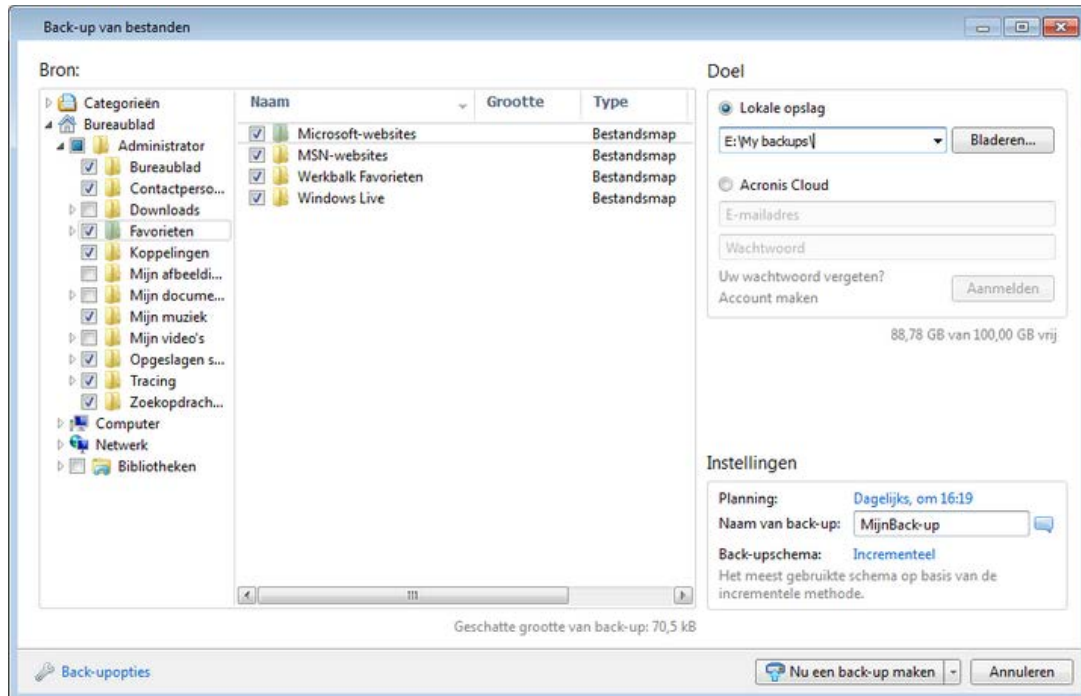 Back-up van bestanden
Bron:
Categorieën
Bureaublad
Administrator
Bureaublad
Contactperso...
Downloads
Favorieten
Koppelingen
Mijn afbeeldi...
Mijn docume...
Mijn muziek
Mijn video's
Opgeslagen s...
Tracing
Zoekopdrach...
Computer
Netwerk
Bibliotheken
Naam Grootte Type
Microsoft-websites Bestandsmap
MSN-websites Bestandsmap
Werkbalk Favorieten Bestandsmap
Windows Live Bestandsmap
Geschatte grootte van back-up: 70,5 kB
Doel
Lokale opslag
E:\My backups\
Bladeren...
Acronis Cloud
E-mailadres
Wachtwoord
Uw wachtwoord vergeten?
Account maken
Aanmelden
88,78 GB van 100,00 GB vrij
Instellingen
Planning: Dagelijks, om 16:19
Naam van back-up: MijnBack-up
Back-upschema: Incrementeel
Het meest gebruikte schema op basis van de
incrementele methode.
Back-upopties
Nu een back-up maken
Annuleren